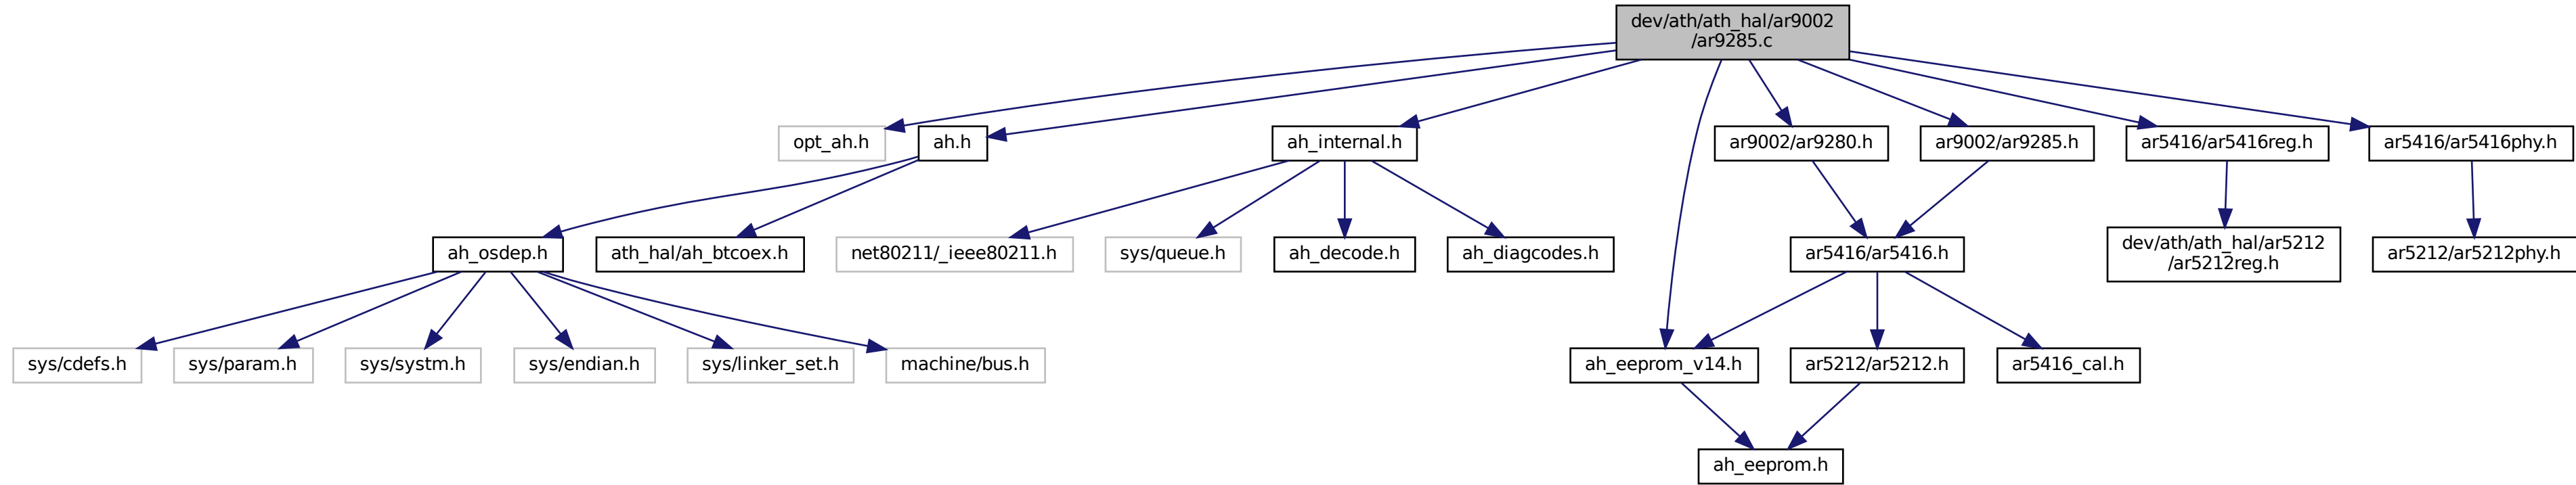 dev/ath/ath_hal/ar9002
/ar9285.c
opt_ah.h
ah.h
ah_internal.h
ar9002/ar9280.h
ar9002/ar9285.h
ar5416/ar5416reg.h
ar5416/ar5416phy.h
ah_osdep.h
ath_hal/ah_btcoex.h
net80211/_ieee80211.h
sys/queue.h
ah_decode.h
ah_diagcodes.h
ar5416/ar5416.h
dev/ath/ath_hal/ar5212
/ar5212reg.h
ar5212/ar5212phy.h
sys/cdefs.h
sys/param.h
sys/systm.h
sys/endian.h
sys/linker_set.h
machine/bus.h
ah_eeprom_v14.h
ar5212/ar5212.h
ar5416_cal.h
ah_eeprom.h